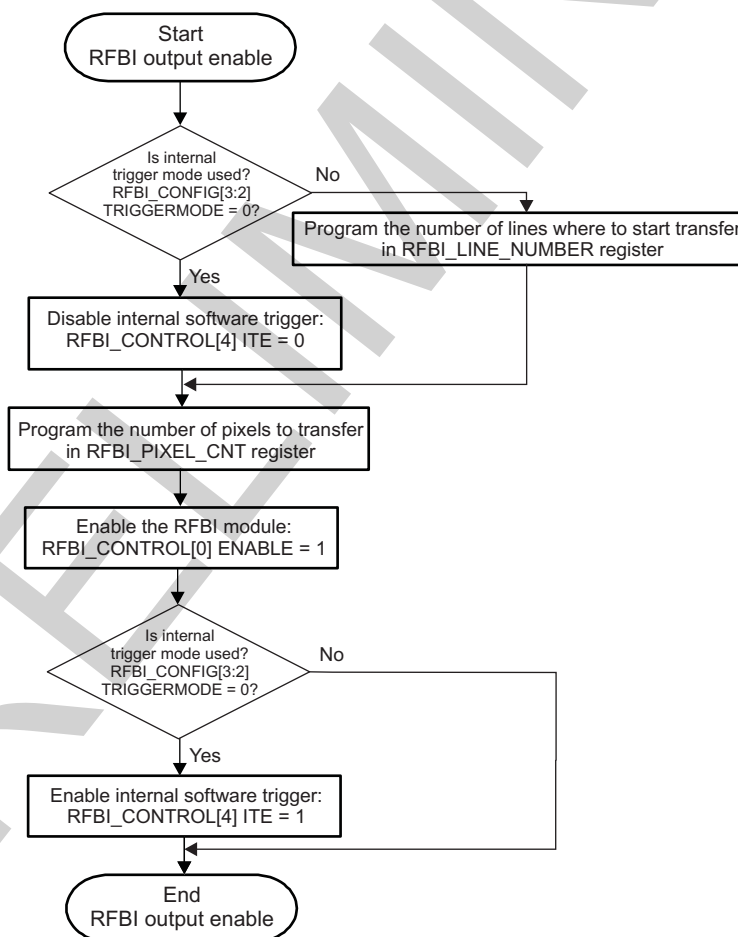 Start
RFBI output enable
Is internal
trigger mode used?
RFBI_CONFIG[3:2]
TRIGGERMODE = 0?
No
Program the number of lines where to start transfer
in RFBI_LINE_NUMBER register
Yes
Disable internal software trigger:
RFBI_CONTROL[4] ITE = 0
Program the number of pixels to transfer
in RFBI_PIXEL_CNT register
Enable the RFBI module:
RFBI_CONTROL[0] ENABLE = 1
Is internal
trigger mode used?
RFBI_CONFIG[3:2]
TRIGGERMODE = 0?
No
Yes
Enable internal software trigger:
RFBI_CONTROL[4] ITE = 1
End
RFBI output enable